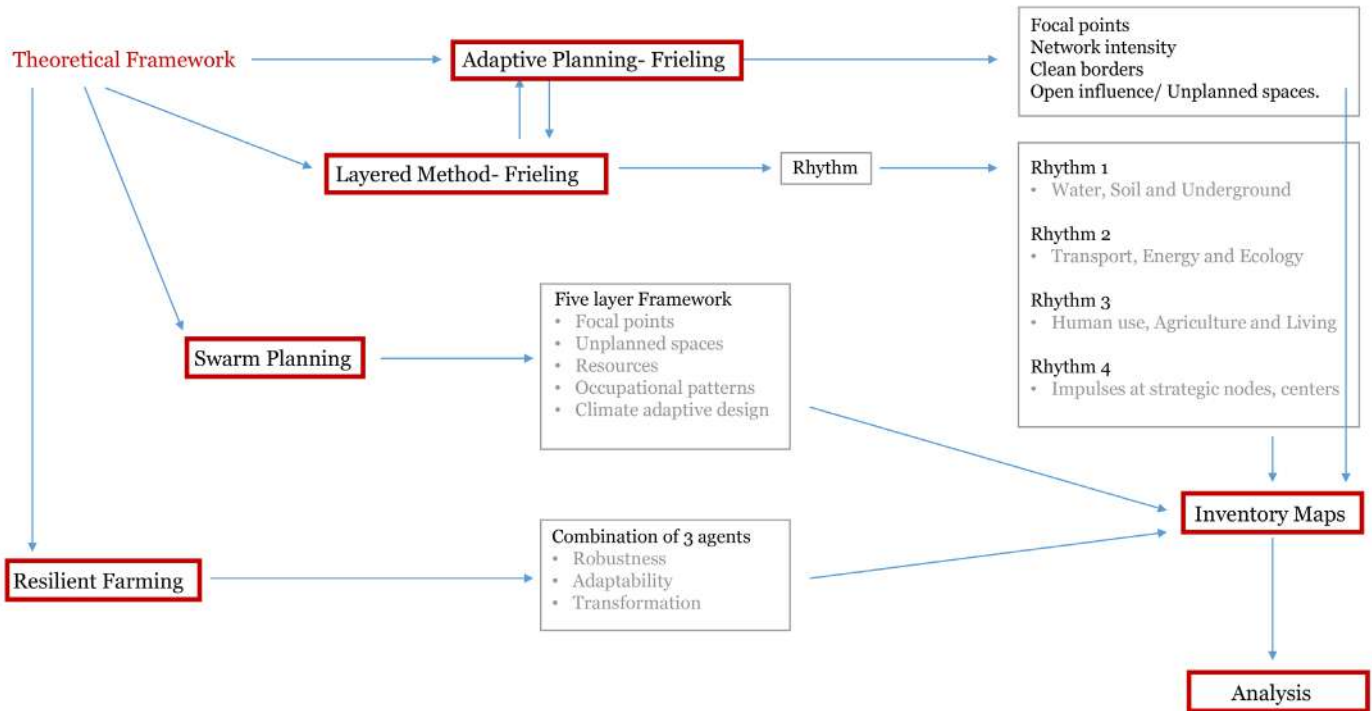 Theoretical Framework
Adaptive Planning- Frieling
Focal points
Network intensity
Clean borders
Open influence/ Unplanned spaces.
Layered Method- Frieling
Rhythm
Rhythm 1
• Water, Soil and Underground
Rhythm 2
• Transport, Energy and Ecology
Rhythm 3
• Human use, Agriculture and Living
Rhythm 4
• Impulses at strategic nodes, centers
Swarm Planning
Five layer Framework
• Focal points
• Unplanned spaces
• Resources
• Occupational patterns
• Climate adaptive design
Resilient Farming
Combination of 3 agents
• Robustness
• Adaptability
• Transformation
Inventory Maps
Analysis